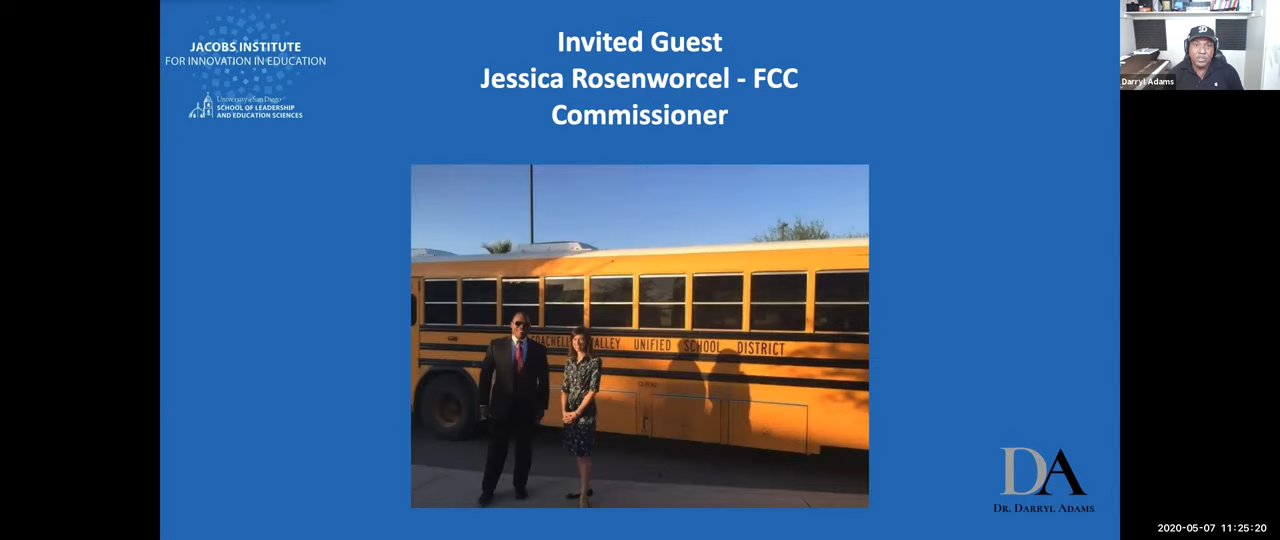 JACOBS INSTITUTE
FOR INNOVATION IN EDUCATION
University of San Diego
SCHOOL OF LEADERSHIP
AND EDUCATION SCIENCES
Invited Guest
Jessica Rosenworcel - FCC
Commissioner
Darryl Adams
COACHELLA VALLEY UNIFIED SCHOOL DISTRICT
DA
DR. DARRYL ADAMS
2020-05-07 11:25:20